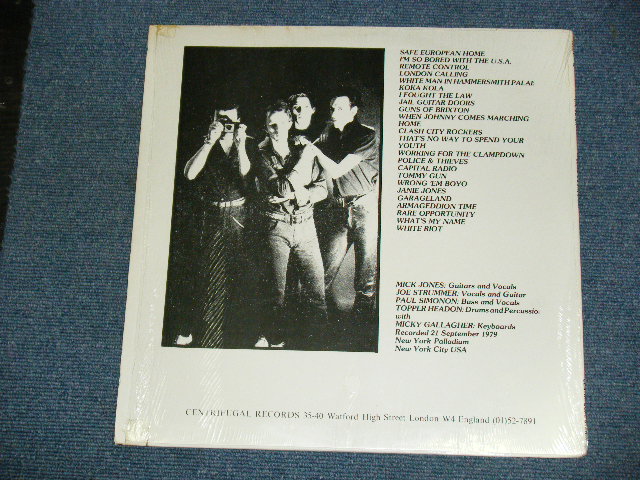 SAFE EUROPEAN HOME
I'M SO BORED WITH THE U.S.A.
REMOTE CONTROL
LONDON CALLING
WHITE MAN IN HAMMERSMITH PALAE
KOKA KOLA
I FOUGHT THE LAW
JAIL GUITAR DOORS
GUNS OF BRIXTON
WHEN JOHNNY COMES MARCHING
HOME
CLASH CITY ROCKERS
THAT'S NO WAY TO SPEND YOUR
YOUTH
WORKING FOR THE CLAMPDOWN
POLICE & THIEVES
CAPITAL RADIO
TOMMY GUN
WRONG 'EM BOYO
JANIE JONES
GARAGELAND
ARMAGEDDION TIME
RARE OPPORTUNITY
WHAT'S MY NAME
WHITE RIOT
MICK JONES: Guitars and Vocals
JOE STRUMMER: Vocals and Guitar
PAUL SIMONON: Bass and Vocals
TOPPER HEADON: Drums and Percussio
with
MICKY GALLAGHER: Keyboards
Recorded 21 September 1979
New York Palladium
New York City USA
CENTRIFUGAL RECORDS 35-40 Watford High Street London W4 England (01)52-7891